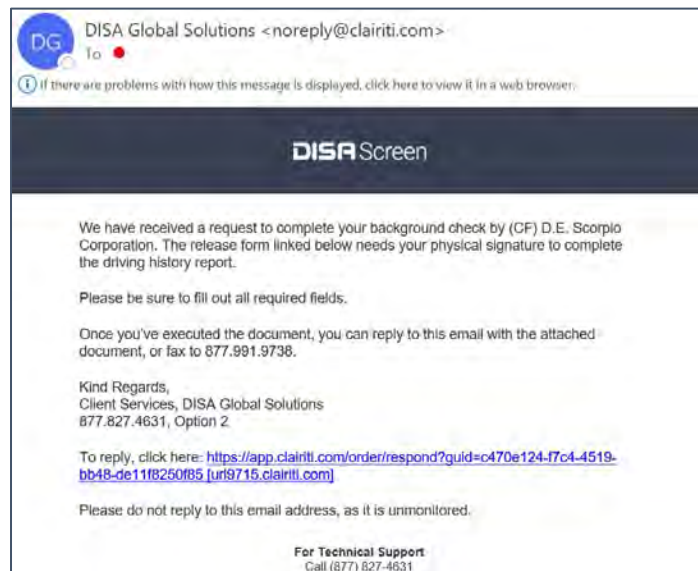 DG
DISA Global Solutions <noreply@clairiti.com>
To
i If there are problems with how this message is displayed, click here to view it in a web browser.
DISA Screen
We have received a request to complete your background check by (CF) D.E. Scorpio
Corporation. The release form linked below needs your physical signature to complete
the driving history report.
Please be sure to fill out all required fields.
Once you've executed the document, you can reply to this email with the attached
document, or fax to 877.991.9738.
Kind Regards,
Client Services, DISA Global Solutions
877.827.4631, Option 2
To reply, click here: https://app.clairiti.com/order/respond?guid=c470e124-f7c4-4519-
bb48-de11f8250f85 [url9715.clairiti.com]
Please do not reply to this email address, as it is unmonitored.
For Technical Support
Call (877) 827-4631